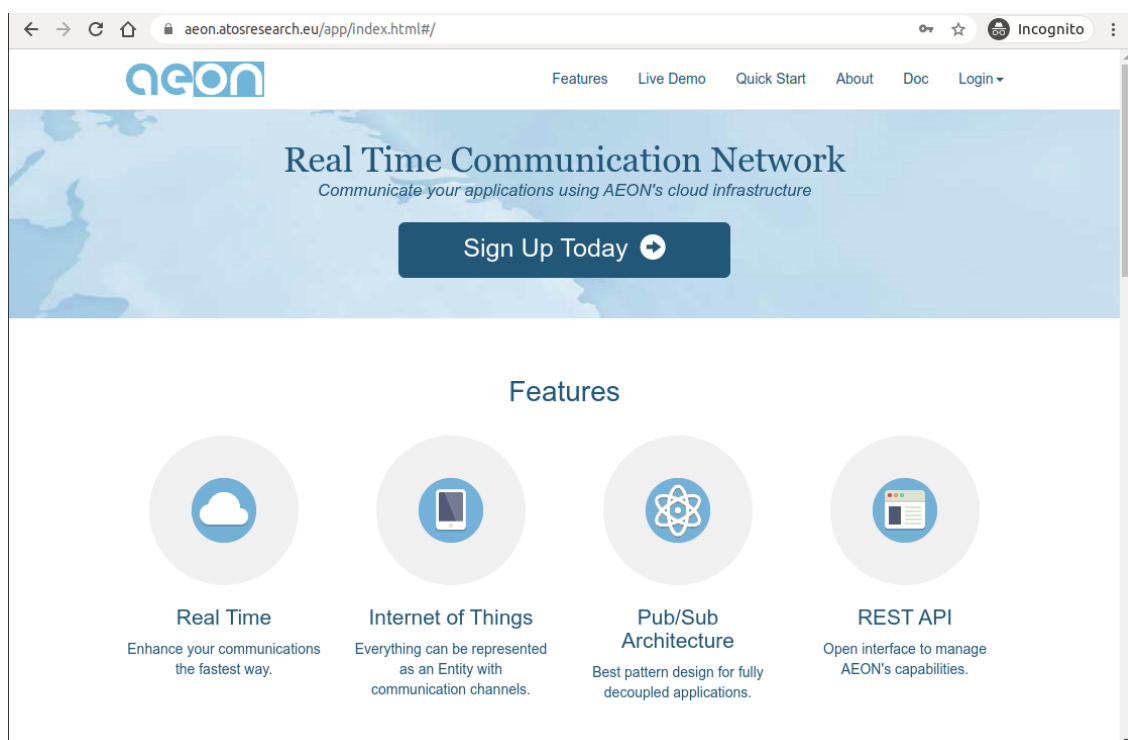 aeon.atosresearch.eu/app/index.html#/
Incognito
aeon
Features Live Demo Quick Start About Doc Login
Real Time Communication Network
Communicate your applications using AEON's cloud infrastructure
Sign Up Today
Features
Real Time
Enhance your communications
the fastest way.
Internet of Things
Everything can be represented
as an Entity with
communication channels.
Pub/Sub
Architecture
Best pattern design for fully
decoupled applications.
REST API
Open interface to manage
AEON's capabilities.